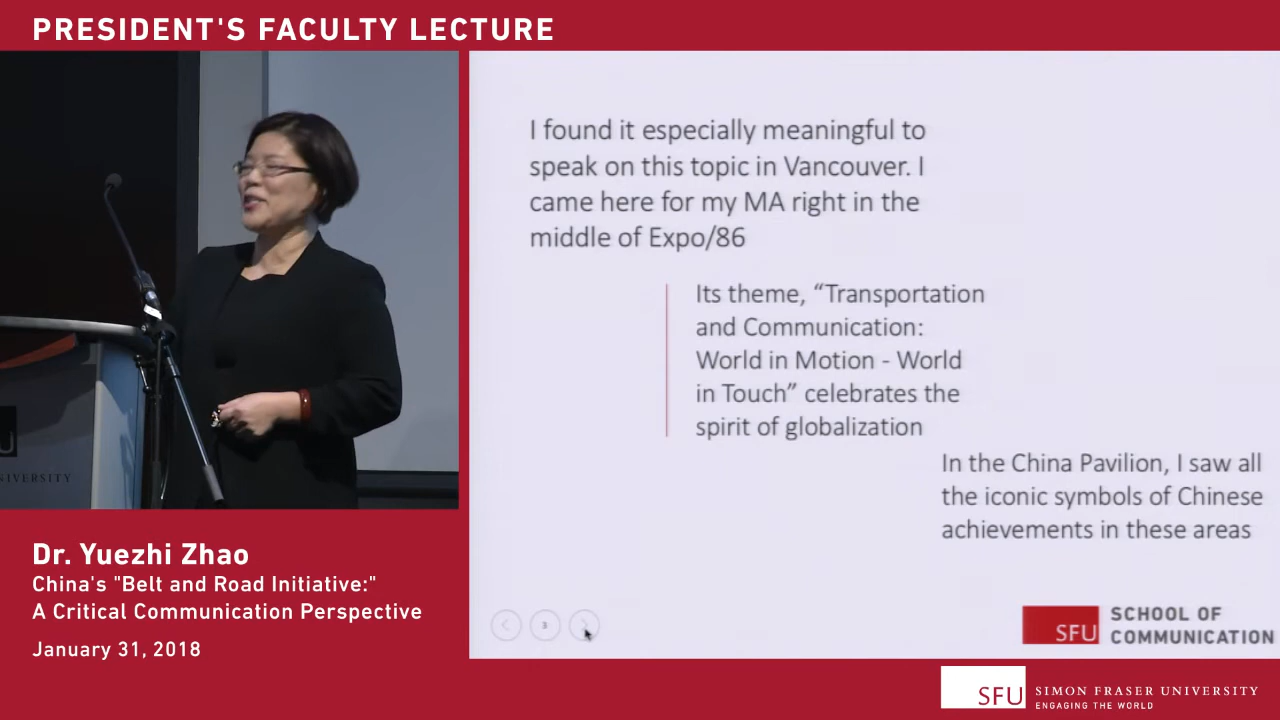 PRESIDENT'S FACULTY LECTURE
I found it especially meaningful to
speak on this topic in Vancouver. I
came here for my MA right in the
middle of Expo/86
Its theme, “Transportation
and Communication:
World in Motion - World
in Touch” celebrates the
spirit of globalization
In the China Pavilion, I saw all
the iconic symbols of Chinese
achievements in these areas
3
SFU
SCHOOL OF
COMMUNICATION
Dr. Yuezhi Zhao
China's "Belt and Road Initiative:"
A Critical Communication Perspective
January 31, 2018
SFU
SIMON FRASER UNIVERSITY
ENGAGING THE WORLD